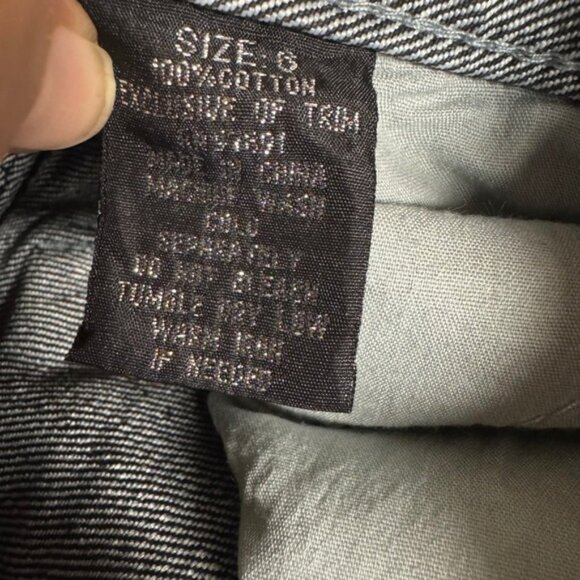 SIZE: 6
100%COTTON
EXCLUSIVE OF TRIM
MADE IN CHINA
MACHINE WASH
COLD
SEPARATELY
DO NOT BLEACH
TUMBLE DRY LOW
WARM IRON
IF NEEDED